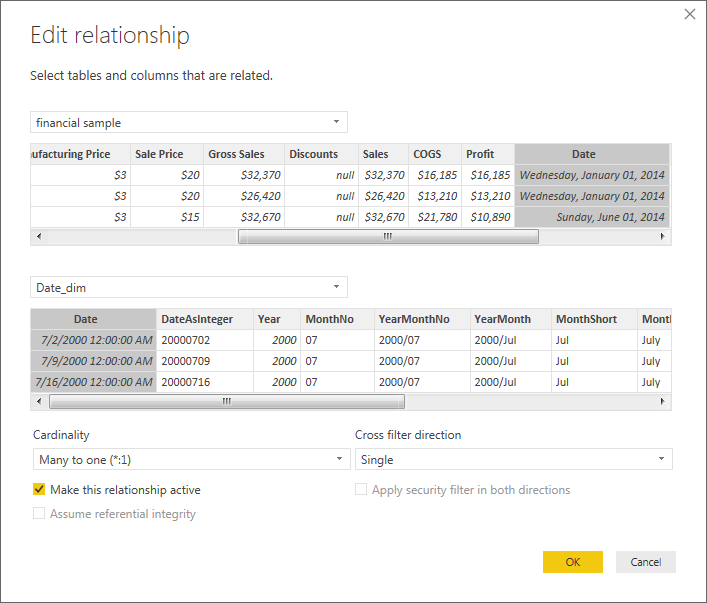 Edit relationship
Select tables and columns that are related.
financial sample
ufacturing Price Sale Price Gross Sales Discounts Sales COGS Profit Date
$3 $20 $32,370 null $32,370 $16,185 $16,185 Wednesday, January 01, 2014
$3 $20 $26,420 null $26,420 $13,210 $13,210 Wednesday, January 01, 2014
$3 $15 $32,670 null $32,670 $21,780 $10,890 Sunday, June 01, 2014
Date_dim
Date DateAsInteger Year MonthNo YearMonthNo YearMonth MonthShort Mont
7/2/2000 12:00:00 AM 20000702 2000 07 2000/07 2000/Jul Jul July
7/9/2000 12:00:00 AM 20000709 2000 07 2000/07 2000/Jul Jul July
7/16/2000 12:00:00 AM 20000716 2000 07 2000/07 2000/Jul Jul July
Cardinality Cross filter direction
Many to one (*:1) Single
Make this relationship active Apply security filter in both directions
Assume referential integrity
OK Cancel